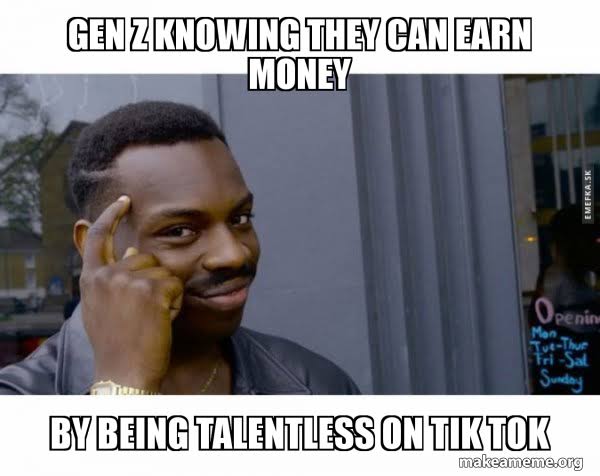 GEN Z KNOWING THEY CAN EARN
MONEY
EMEFKA.SK
Opening
Mon
Tue-Thur
Fri -Sat
Sunday
BY BEING TALENTLESS ON TIK TOK
makeameme.org